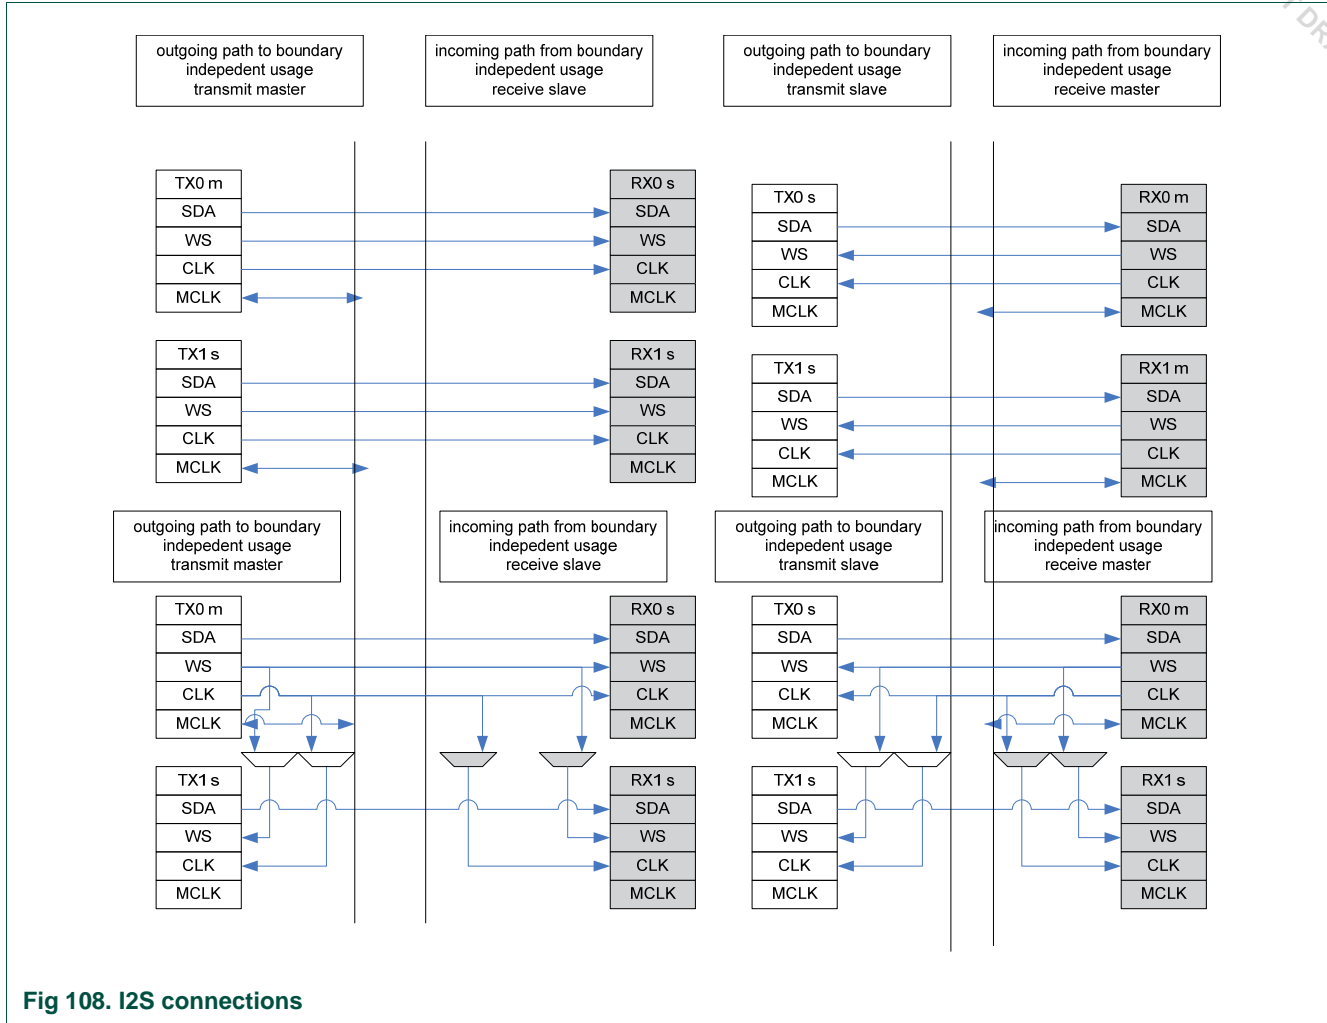 outgoing path to boundary
indepedent usage
transmit master
incoming path from boundary
indepedent usage
receive slave
outgoing path to boundary
indepedent usage
transmit slave
incoming path from boundary
indepedent usage
receive master
TX0 m
SDA
WS
CLK
MCLK
RX0 s
SDA
WS
CLK
MCLK
TX0 s
SDA
WS
CLK
MCLK
RX0 m
SDA
WS
CLK
MCLK
TX1 s
SDA
WS
CLK
MCLK
RX1 s
SDA
WS
CLK
MCLK
TX1 s
SDA
WS
CLK
MCLK
RX1 m
SDA
WS
CLK
MCLK
outgoing path to boundary
indepedent usage
transmit master
incoming path from boundary
indepedent usage
receive slave
outgoing path to boundary
indepedent usage
transmit slave
incoming path from boundary
indepedent usage
receive master
TX0 m
SDA
WS
CLK
MCLK
RX0 s
SDA
WS
CLK
MCLK
TX0 s
SDA
WS
CLK
MCLK
RX0 m
SDA
WS
CLK
MCLK
TX1 s
SDA
WS
CLK
MCLK
RX1 s
SDA
WS
CLK
MCLK
TX1 s
SDA
WS
CLK
MCLK
RX1 s
SDA
WS
CLK
MCLK
Fig 108. I2S connections